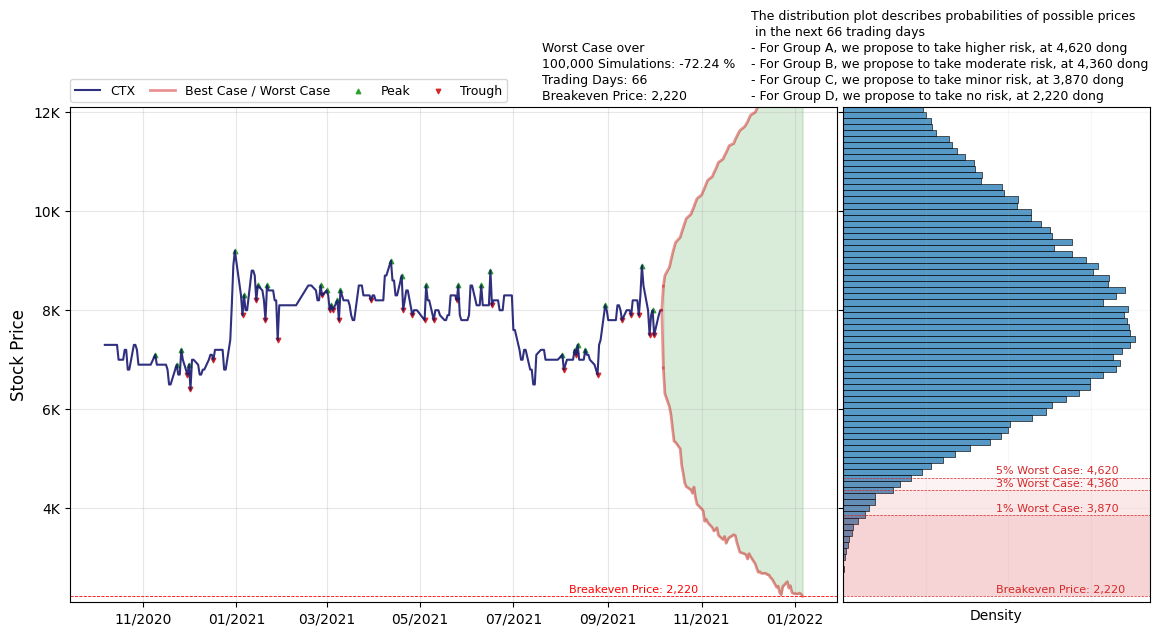 The distribution plot describes probabilities of possible prices
in the next 66 trading days
- For Group A, we propose to take higher risk, at 4,620 dong
- For Group B, we propose to take moderate risk, at 4,360 dong
- For Group C, we propose to take minor risk, at 3,870 dong
- For Group D, we propose to take no risk, at 2,220 dong
Worst Case over
100,000 Simulations: -72.24 %
Trading Days: 66
Breakeven Price: 2,220
CTX
Best Case / Worst Case
Peak
Trough
Stock Price
12K
10K
8K
6K
4K
Breakeven Price: 2,220
11/2020
01/2021
03/2021
05/2021
07/2021
09/2021
11/2021
01/2022
5% Worst Case: 4,620
3% Worst Case: 4,360
1% Worst Case: 3,870
Breakeven Price: 2,220
Density